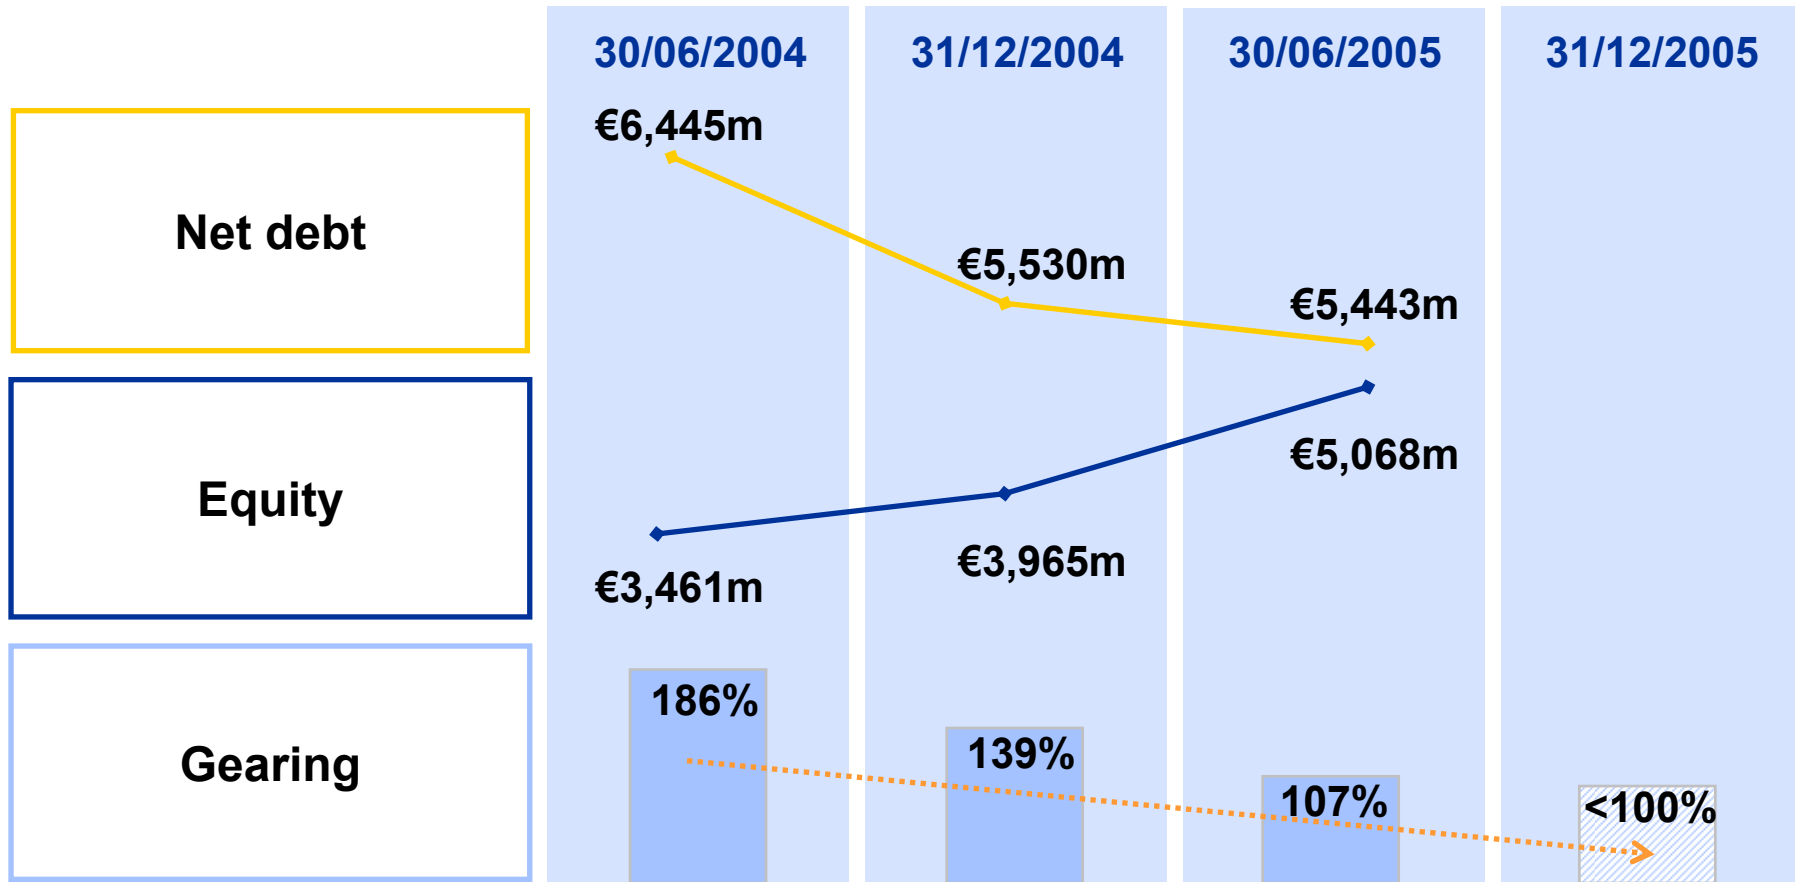 30/06/2004 31/12/2004 30/06/2005 31/12/2005
Net debt
€6,445m
€5,530m
€5,443m
Equity
€3,461m
€3,965m
€5,068m
Gearing
186%
139%
107%
<100%